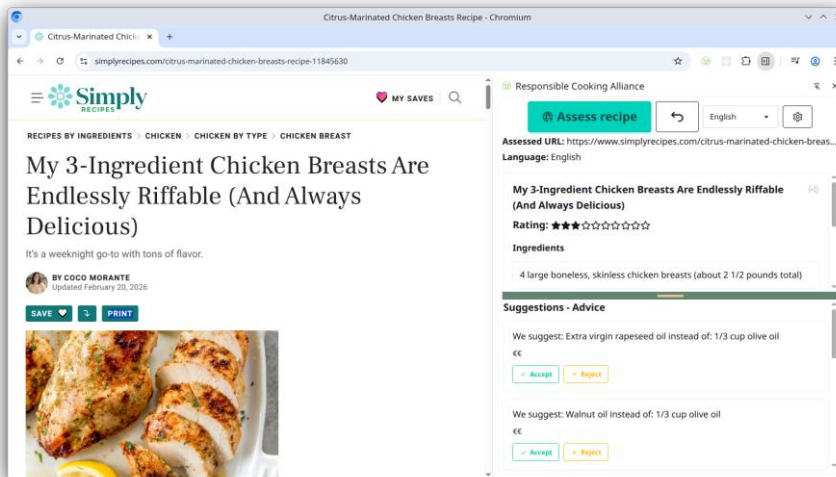 Citrus-Marinated Chicken Breasts Recipe - Chromium
Citrus-Marinated Chick
simplyrecipes.com/citrus-marinated-chicken-breasts-recipe-11845630
Simply
RECIPES
MY SAVES
RECIPES BY INGREDIENTS > CHICKEN > CHICKEN BY TYPE > CHICKEN BREAST
My 3-Ingredient Chicken Breasts Are
Endlessly Riffable (And Always
Delicious)
It's a weeknight go-to with tons of flavor.
BY COCO MORANTE
Updated February 20, 2026
SAVE
PRINT
Responsible Cooking Alliance
Assess recipe
English
Assessed URL: https://www.simplyrecipes.com/citrus-marinated-chicken-breas...
Language: English
My 3-Ingredient Chicken Breasts Are Endlessly Riffable
(And Always Delicious)
Rating: ★★★☆☆☆☆☆☆☆
Ingredients
4 large boneless, skinless chicken breasts (about 2 1/2 pounds total)
Suggestions - Advice
We suggest: Extra virgin rapeseed oil instead of: 1/3 cup olive oil
€€
Accept
Reject
We suggest: Walnut oil instead of: 1/3 cup olive oil
€€
Accept
Reject